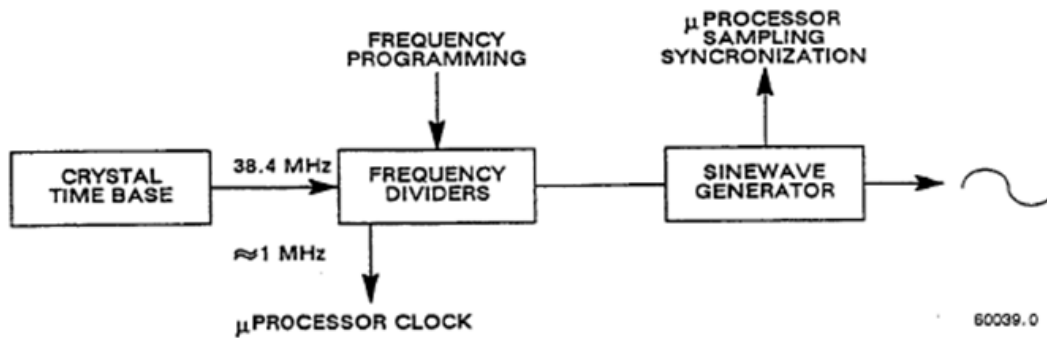 FREQUENCY
PROGRAMMING
μPROCESSOR
SAMPLING
SYNCRONIZATION
CRYSTAL
TIME BASE
38.4 MHz
FREQUENCY
DIVIDERS
SINEWAVE
GENERATOR
≈1 MHz
μPROCESSOR CLOCK
60039.0